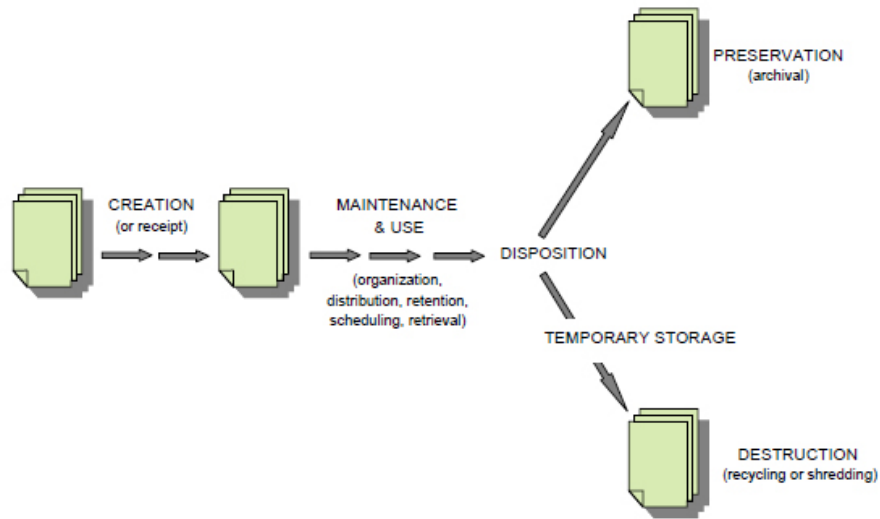 PRESERVATION
(archival)
CREATION
(or receipt)
MAINTENANCE
& USE
(organization,
distribution, retention,
scheduling, retrieval)
DISPOSITION
TEMPORARY STORAGE
DESTRUCTION
(recycling or shredding)